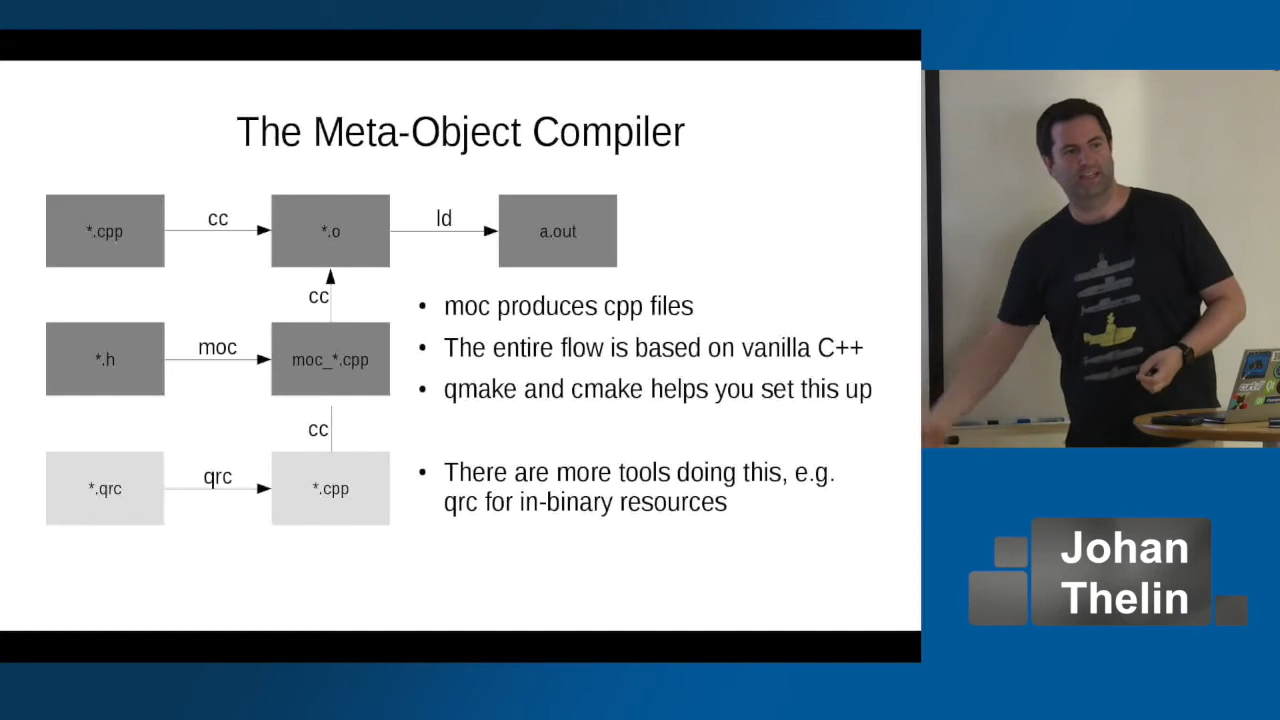 The Meta-Object Compiler
*.cpp
cc
*.o
ld
a.out
cc
*.h
moc
moc_*.cpp
cc
*.qrc
qrc
*.cpp
• moc produces cpp files
• The entire flow is based on vanilla C++
• qmake and cmake helps you set this up
• There are more tools doing this, e.g.
qrc for in-binary resources
Johan
Thelin